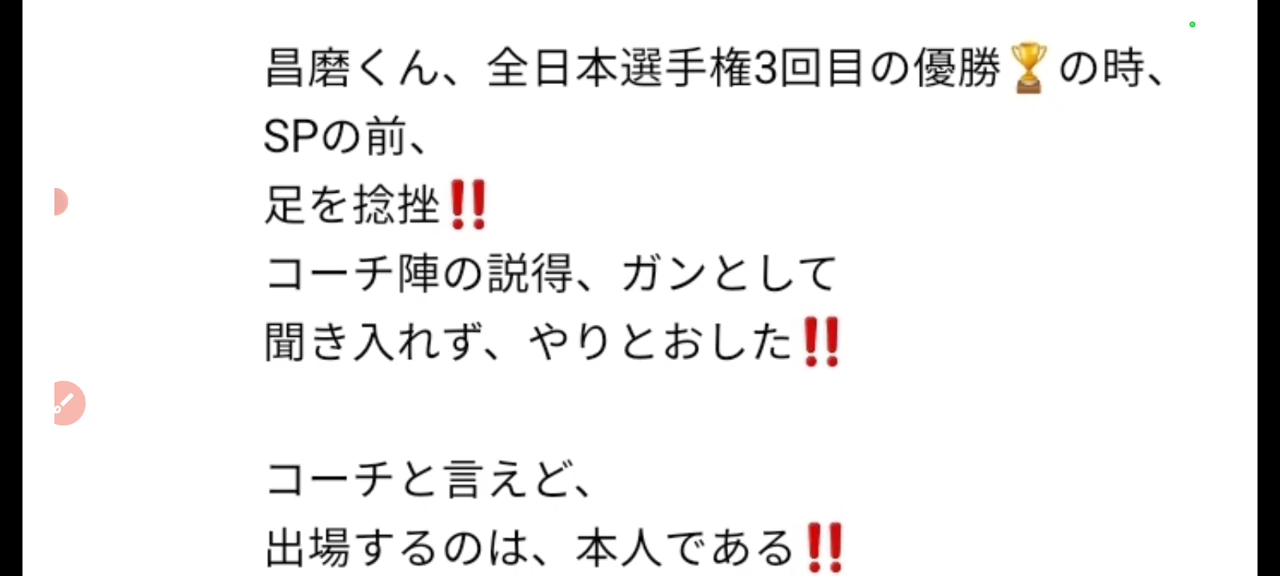 昌磨くん、全日本選手権3回目の優勝🏆の時、
SPの前、
足を捻挫‼️
コーチ陣の説得、ガンとして
聞き入れず、やりとおした‼️
コーチと言えど、
出場するのは、本人である‼️